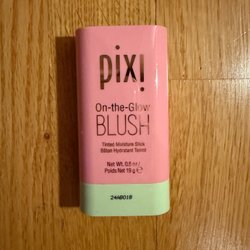 pixi
On-the-Glow
BLUSH
Tinted Moisture Stick
Bâton Hydratant Teinté
Net Wt. 0.6 oz /
Poids Net 19 g ℮
24AB01B